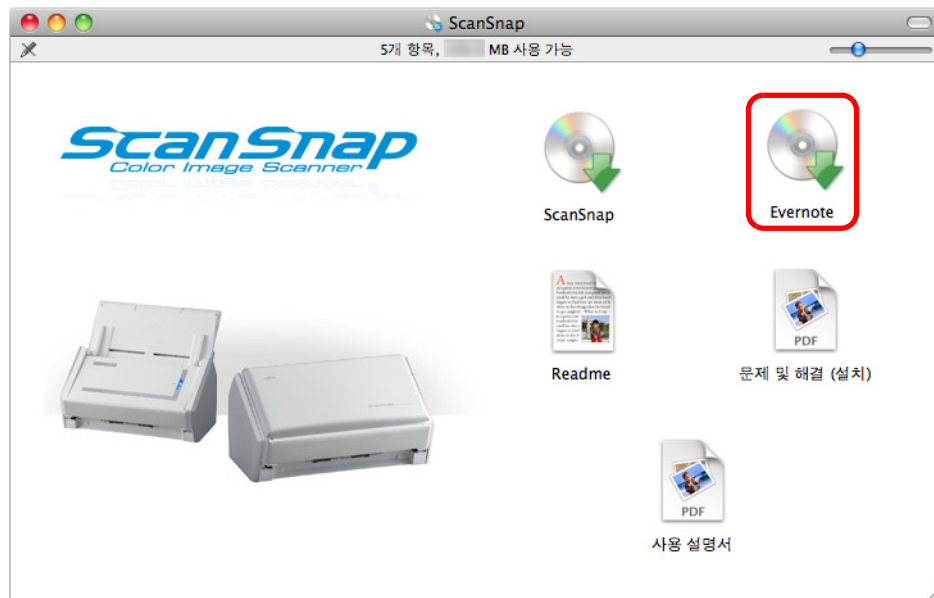 ScanSnap
5개 항목, MB 사용 가능
ScanSnap
Color Image Scanner
ScanSnap
Evernote
Readme
PDF
문제 및 해결 (설치)
PDF
사용 설명서